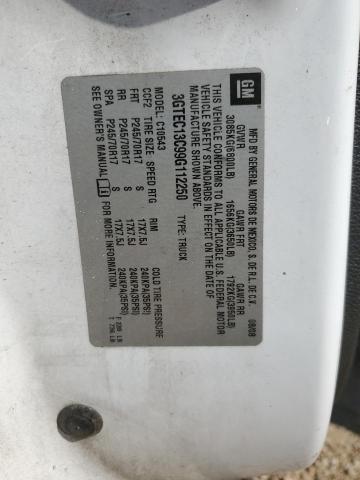 GM
MFD BY GENERAL MOTORS DE MEXICO, S. DE R.L. DE C.V. 08/08
GVWR GAWR FRT GAWR RR
3085KG(6800LB) 1656KG(3650LB) 1792KG(3950LB)
THIS VEHICLE CONFORMS TO ALL APPLICABLE U.S. FEDERAL MOTOR
VEHICLE SAFETY STANDARDS IN EFFECT ON THE DATE OF
MANUFACTURE SHOWN ABOVE.
3GTEC13C99G112250 TYPE: TRUCK
MODEL: C10543
CCF2 TIRE SIZE SPEED RTG RIM COLD TIRE PRESSURE
FRT P245/70R17 S 17X7.5J 240KPA(35PSI)
RR P245/70R17 S 17X7.5J 240KPA(35PSI)
SPA P245/70R17 S 17X7.5J 240KPA(35PSI)
SEE OWNER'S MANUAL FOR MORE INFORMATION.